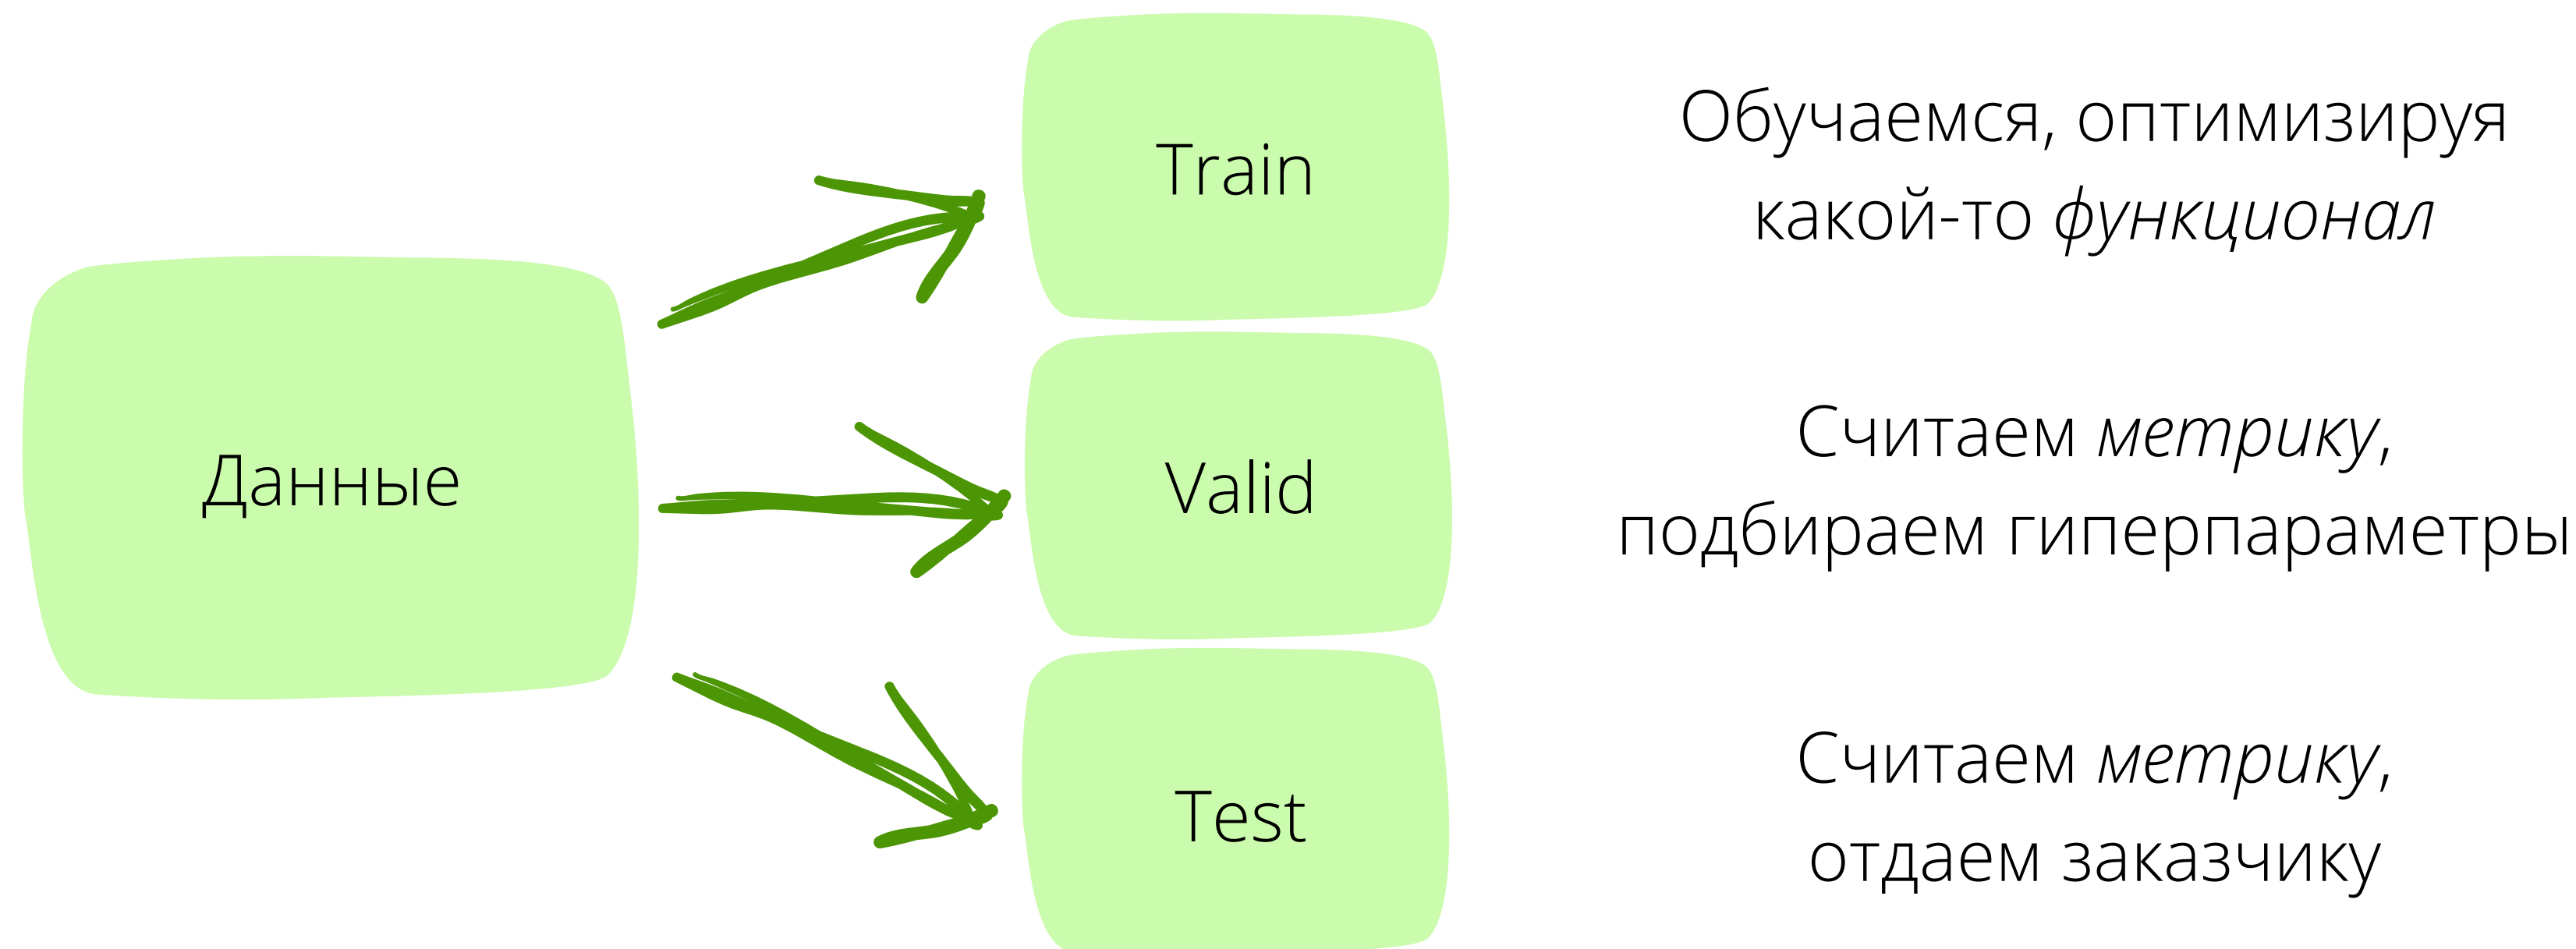 Данные
Train
Обучаемся, оптимизируя
какой-то функционал
Valid
Считаем метрику,
подбираем гиперпараметры
Test
Считаем метрику,
отдаем заказчику